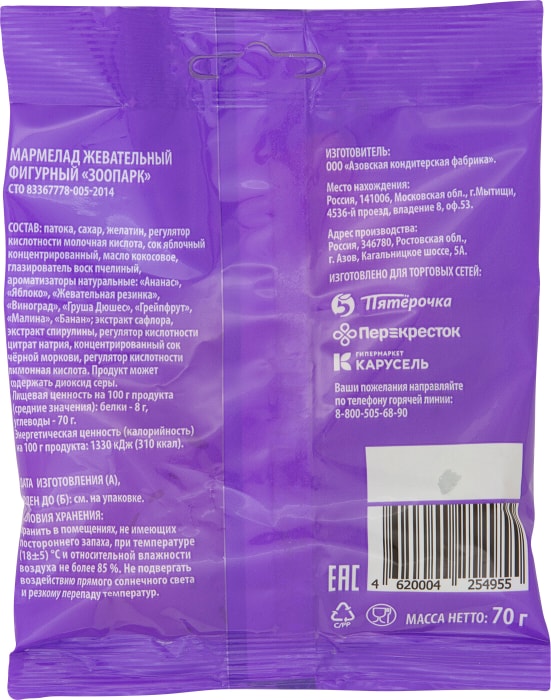 МАРМЕЛАД ЖЕВАТЕЛЬНЫЙ
ФИГУРНЫЙ «ЗООПАРК»
СТО 83367778-005-2014
СОСТАВ: патока, сахар, желатин, регулятор
кислотности молочная кислота, сок яблочный
концентрированный, масло кокосовое,
глазирователь воск пчелиный,
ароматизаторы натуральные: «Ананас»,
«Яблоко», «Жевательная резинка»,
«Виноград», «Груша Дюшес», «Грейпфрут»,
«Малина», «Банан»; экстракт сафлора,
экстракт спирулины, регулятор кислотности
цитрат натрия, концентрированный сок
чёрной моркови, регулятор кислотности
лимонная кислота. Продукт может
содержать диоксид серы.
Пищевая ценность на 100 г продукта
(средние значения): белки - 8 г,
углеводы - 70 г.
Энергетическая ценность (калорийность)
на 100 г продукта: 1330 кДж (310 ккал).
ДАТА ИЗГОТОВЛЕНИЯ (А),
ОДЕН ДО (Б): см. на упаковке.
СЛОВИЯ ХРАНЕНИЯ:
хранить в помещениях, не имеющих
постороннего запаха, при температуре
(18±5) °С и относительной влажности
воздуха не более 85 %. Не подвергать
воздействию прямого солнечного света
и резкому перепаду температур.
ИЗГОТОВИТЕЛЬ:
ООО «Азовская кондитерская фабрика».
Место нахождения:
Россия, 141006, Московская обл., г.Мытищи,
4536-й проезд, владение 8, оф.53.
Адрес производства:
Россия, 346780, Ростовская обл.,
г. Азов, Кагальницкое шоссе, 5А.
ИЗГОТОВЛЕНО ДЛЯ ТОРГОВЫХ СЕТЕЙ:
5 Пятёрочка
Перекресток
ГИПЕРМАРКЕТ
К КАРУСЕЛЬ
Ваши пожелания направляйте
по телефону горячей линии:
8-800-505-68-90
EAC
4 620004 254955
C/PP
МАССА НЕТТО: 70 г